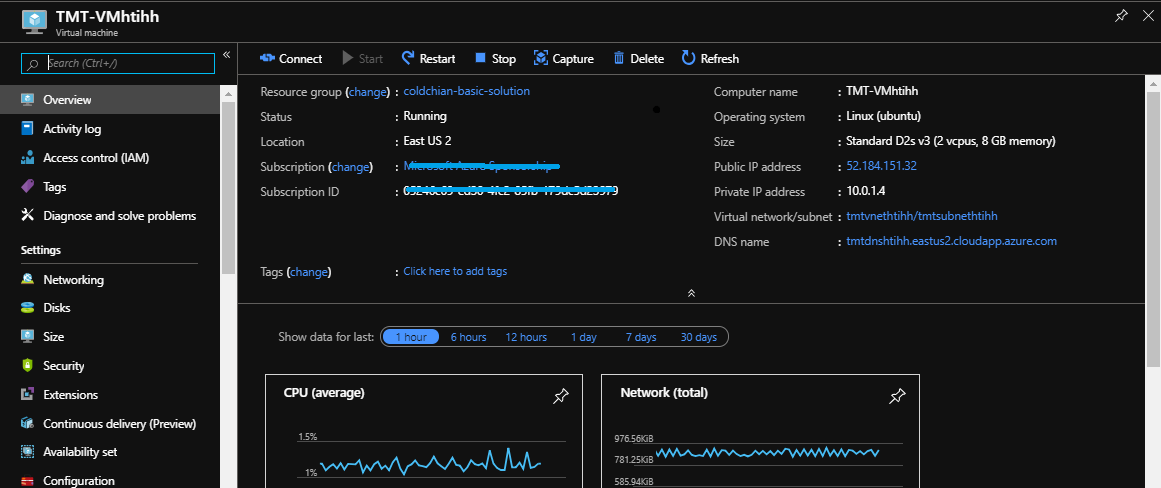 TMT-VMhtihh
Virtual machine
Search (Ctrl+/)
Overview
Activity log
Access control (IAM)
Tags
Diagnose and solve problems
Settings
Networking
Disks
Size
Security
Extensions
Continuous delivery (Preview)
Availability set
Configuration
Connect Start Restart Stop Capture Delete Refresh
Resource group (change) : coldchian-basic-solution
Status : Running
Location : East US 2
Subscription (change) :
Subscription ID :
Computer name : TMT-VMhtihh
Operating system : Linux (ubuntu)
Size : Standard D2s v3 (2 vcpus, 8 GB memory)
Public IP address : 52.184.151.32
Private IP address : 10.0.1.4
Virtual network/subnet : tmtvnethtihh/tmtsubnethtihh
DNS name : tmtdnshtihh.eastus2.cloudapp.azure.com
Tags (change) : Click here to add tags
Show data for last: 1 hour 6 hours 12 hours 1 day 7 days 30 days
CPU (average)
1.5%
1%
Network (total)
976.56KiB
781.25KiB
585.94KiB